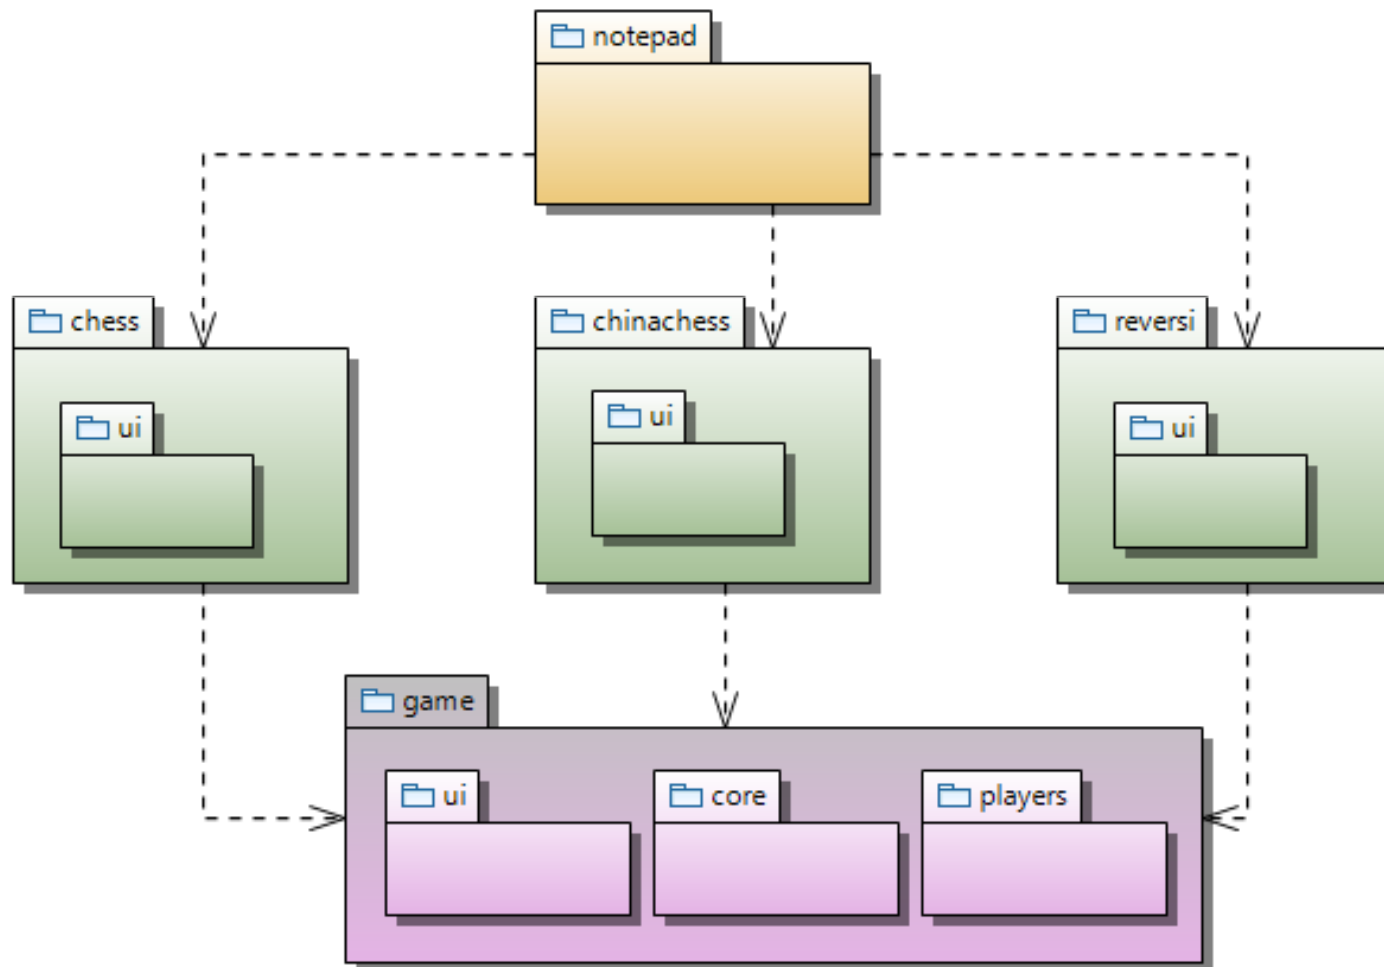 notepad
chess
chinachess
reversi
ui
ui
ui
game
ui
core
players